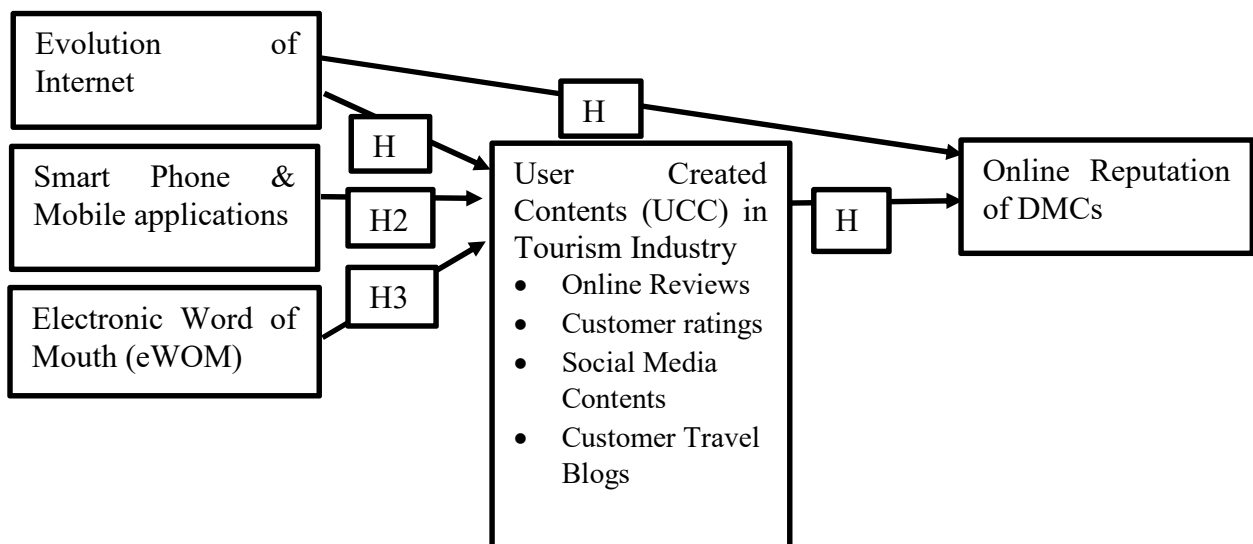 Evolution of
Internet
H
H
Smart Phone &
Mobile applications
H2
Electronic Word of
Mouth (eWOM)
H3
User Created
Contents (UCC) in
Tourism Industry
• Online Reviews
• Customer ratings
• Social Media
Contents
• Customer Travel
Blogs
H
Online Reputation
of DMCs